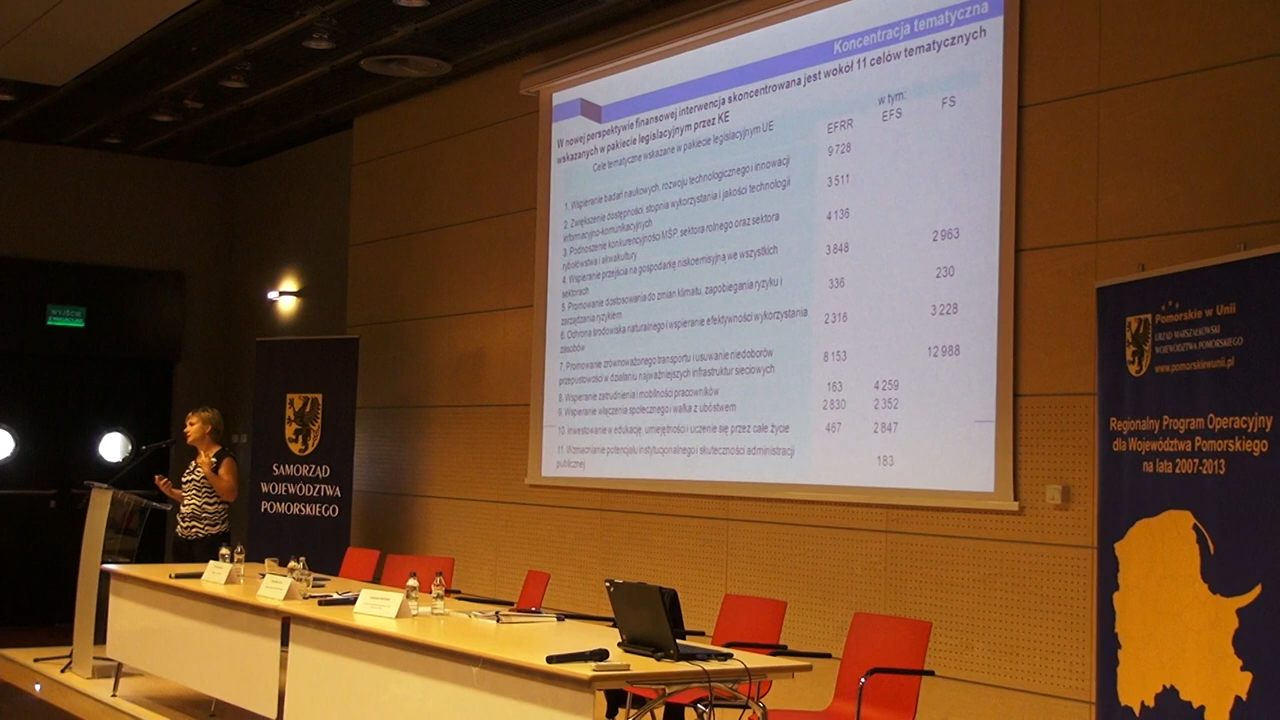 Koncentracja tematyczna
W nowej perspektywie finansowej interwencja skoncentrowana jest wokół 11 celów tematycznych
wskazanych w pakiecie legislacyjnym przez KE
Cele tematyczne wskazane w pakiecie legislacyjnym UE
w tym:
EFRR EFS FS
1. Wspieranie badań naukowych, rozwoju technologicznego i innowacji 9 728
2. Zwiększenie dostępności, stopnia wykorzystania i jakości technologii 3 511
informacyjno-komunikacyjnych
3. Podnoszenie konkurencyjności MŚP, sektora rolnego oraz sektora 4 136
rybołówstwa i akwakultury
4. Wspieranie przejścia na gospodarkę niskoemisyjną we wszystkich 3 848 2 963
sektorach
5. Promowanie dostosowania do zmian klimatu, zapobiegania ryzyku i 336 230
zarządzania ryzykiem
6. Ochrona środowiska naturalnego i wspieranie efektywności wykorzystania 2 316 3 228
zasobów
7. Promowanie zrównoważonego transportu i usuwanie niedoborów 8 153 12 988
przepustowości w działaniu najważniejszych infrastruktur sieciowych
8. Wspieranie zatrudnienia i mobilności pracowników 163 4 259
9. Wspieranie włączenia społecznego i walka z ubóstwem 2 830 2 352
10. Inwestowanie w edukację, umiejętności i uczenie się przez całe życie 467 2 847
11. Wzmacnianie potencjału instytucjonalnego i skuteczności administracji
publicznej 183
WYJŚCIE
SAMORZĄD
WOJEWÓDZTWA
POMORSKIEGO
Pomorskie w Unii
URZĄD MARSZAŁKOWSKI
WOJEWÓDZTWA POMORSKIEGO
www.pomorskiewunii.pl
Regionalny Program Operacyjny
dla Województwa Pomorskiego
na lata 2007-2013